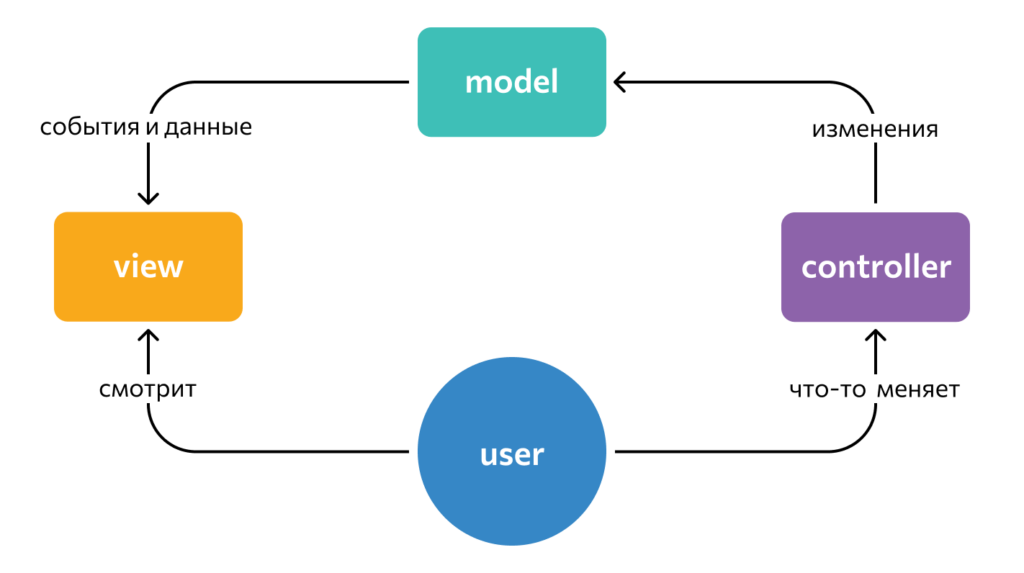 model
события и данные
изменения
view
controller
смотрит
что-то меняет
user